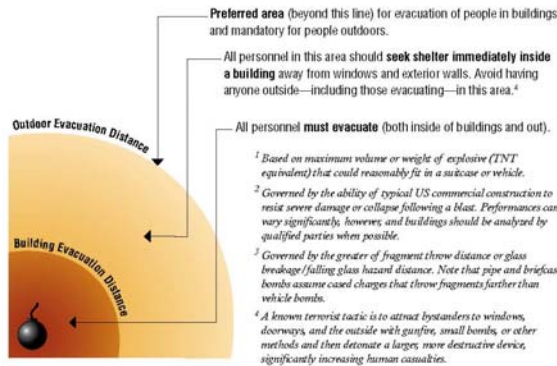 Preferred area (beyond this line) for evacuation of people in buildings
and mandatory for people outdoors.
All personnel in this area should seek shelter immediately inside
a building away from windows and exterior walls. Avoid having
anyone outside—including those evacuating—in this area.4
Outdoor Evacuation Distance
All personnel must evacuate (both inside of buildings and out).
Building Evacuation Distance
1 Based on maximum volume or weight of explosive (TNT
equivalent) that could reasonably fit in a suitcase or vehicle.
2 Governed by the ability of typical US commercial construction to
resist severe damage or collapse following a blast. Performances can
vary significantly, however, and buildings should be analyzed by
qualified parties when possible.
3 Governed by the greater of fragment throw distance or glass
breakage/falling glass hazard distance. Note that pipe and briefcas
bombs assume cased charges that throw fragments farther than
vehicle bombs.
4 A known terrorist tactic is to attract bystanders to windows,
doorways, and the outside with gunfire, small bombs, or other
methods and then detonate a larger, more destructive device,
significantly increasing human casualties.